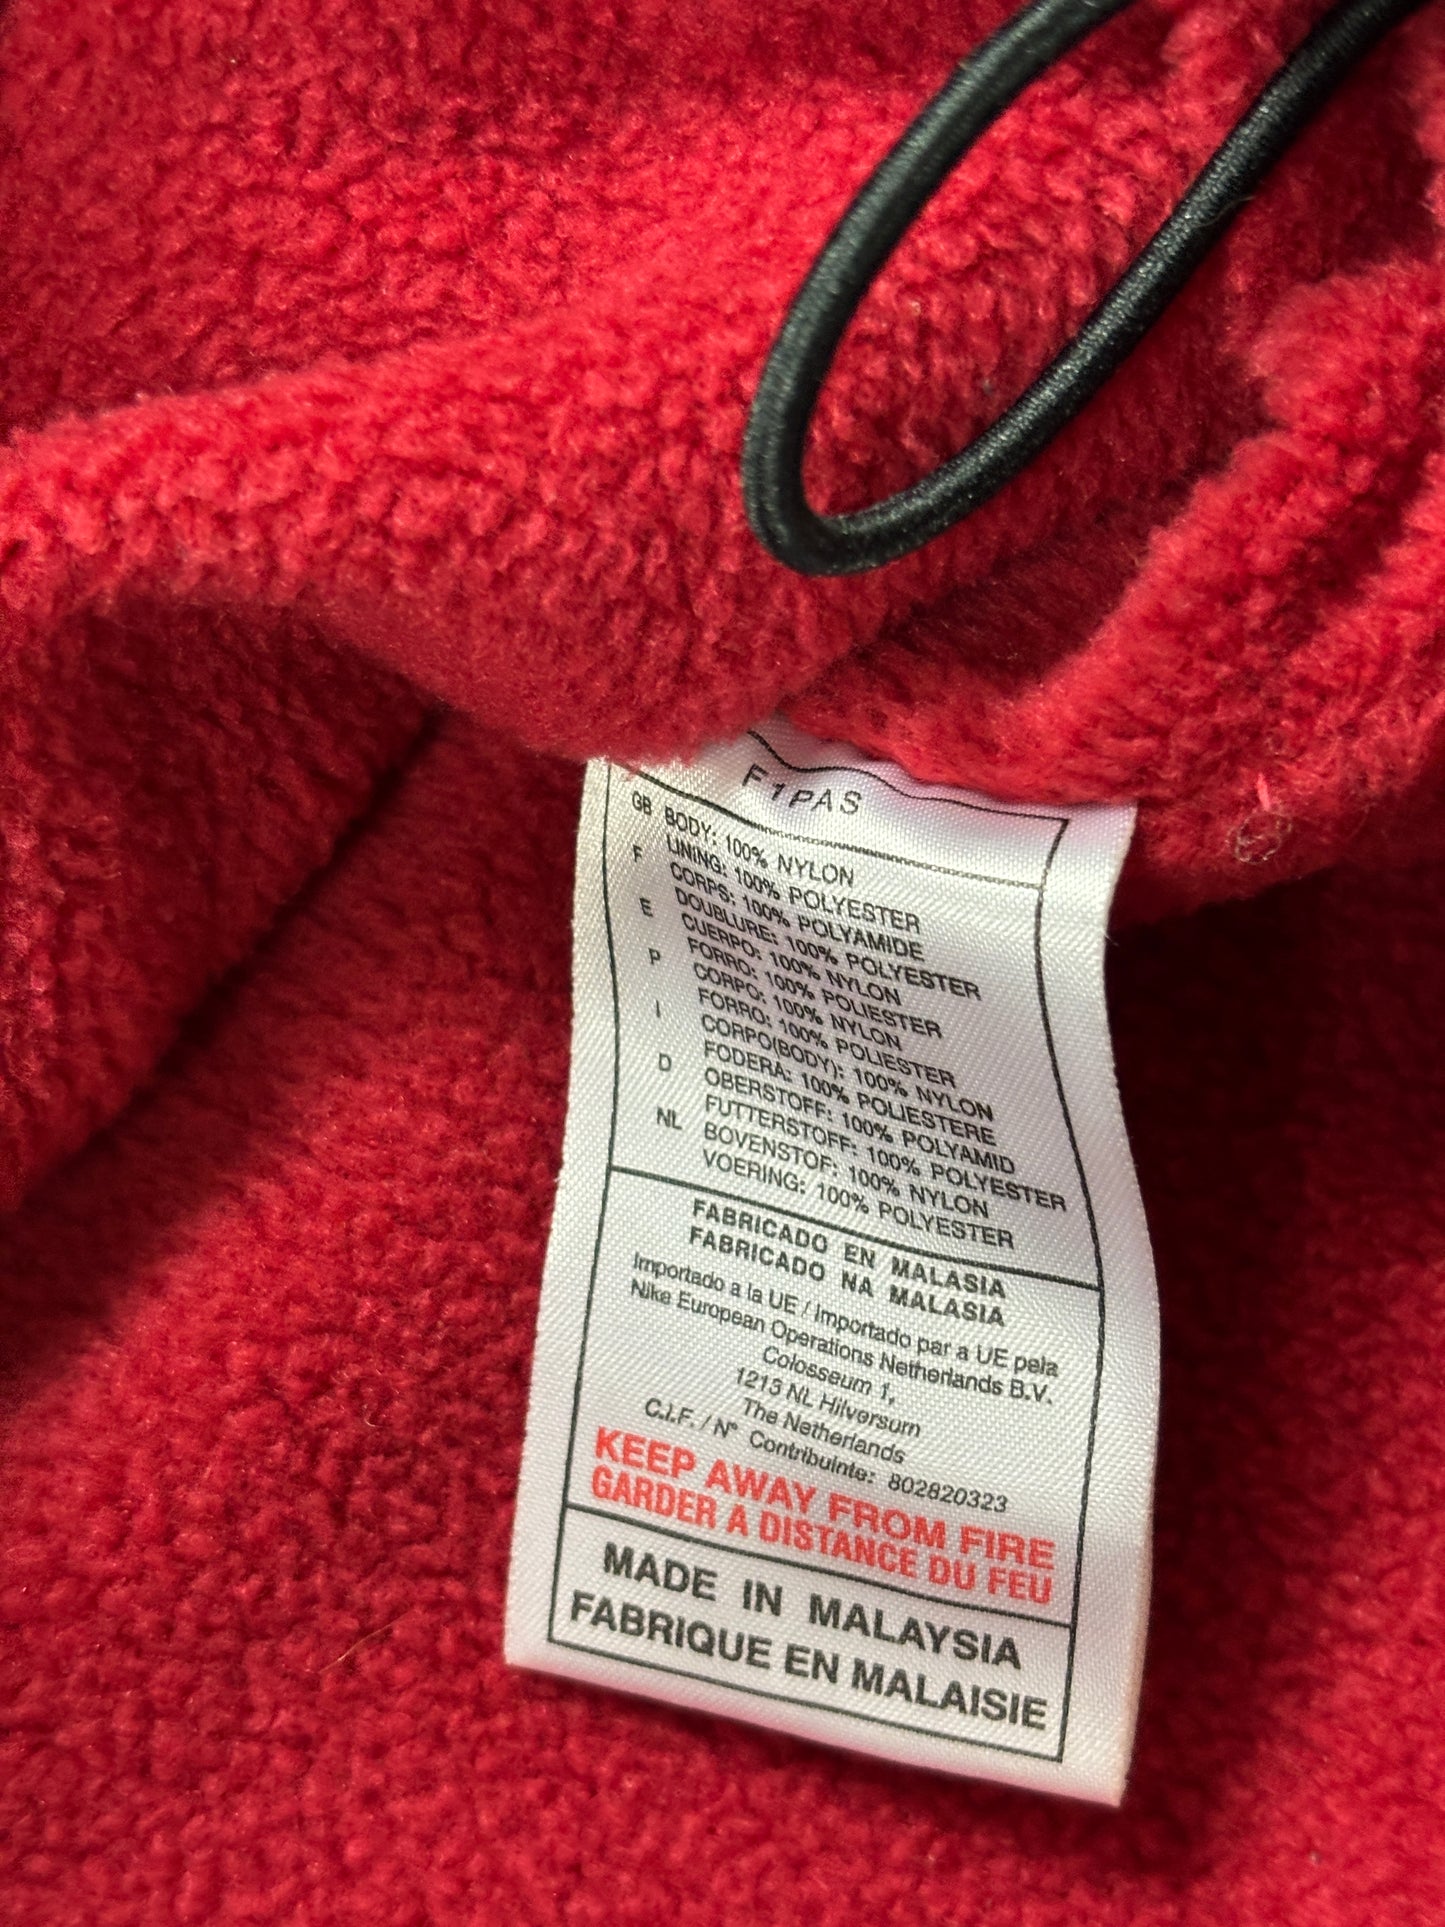 F1PAS
GB BODY: 100% NYLON
LINING: 100% POLYESTER
F CORPS: 100% POLYAMIDE
DOUBLURE: 100% POLYESTER
E CUERPO: 100% NYLON
FORRO: 100% POLIESTER
P CORPO: 100% NYLON
FORRO: 100% POLIESTER
I CORPO(BODY): 100% NYLON
FODERA: 100% POLIESTERE
D OBERSTOFF: 100% POLYAMID
FUTTERSTOFF: 100% POLYESTER
NL BOVENSTOF: 100% NYLON
VOERING: 100% POLYESTER
FABRICADO EN MALASIA
FABRICADO NA MALASIA
Importado a la UE / Importado par a UE pela
Nike European Operations Netherlands B.V.
Colosseum 1,
1213 NL Hilversum
The Netherlands
C.I.F. / N° Contribuinte: 802820323
KEEP AWAY FROM FIRE
GARDER A DISTANCE DU FEU
MADE IN MALAYSIA
FABRIQUE EN MALAISIE